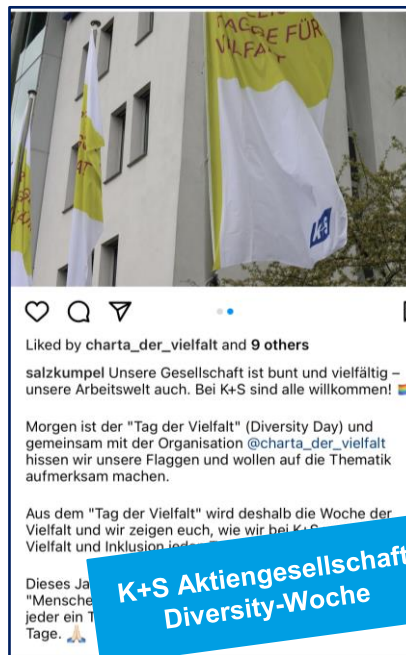 TAGE FÜR
VIELFALT
K+S
Liked by charta_der_vielfalt and 9 others
salzkumpel Unsere Gesellschaft ist bunt und vielfältig –
unsere Arbeitswelt auch. Bei K+S sind alle willkommen!
Morgen ist der "Tag der Vielfalt" (Diversity Day) und
gemeinsam mit der Organisation @charta_der_vielfalt
hissen wir unsere Flaggen und wollen auf die Thematik
aufmerksam machen.
Aus dem "Tag der Vielfalt" wird deshalb die Woche der
Vielfalt und wir zeigen euch, wie wir bei K+S
Vielfalt und Inklusion
Dieses
"Mensche
jeder ein
Tage. 🙏🏻
K+S Aktiengesellschaft
Diversity-Woche